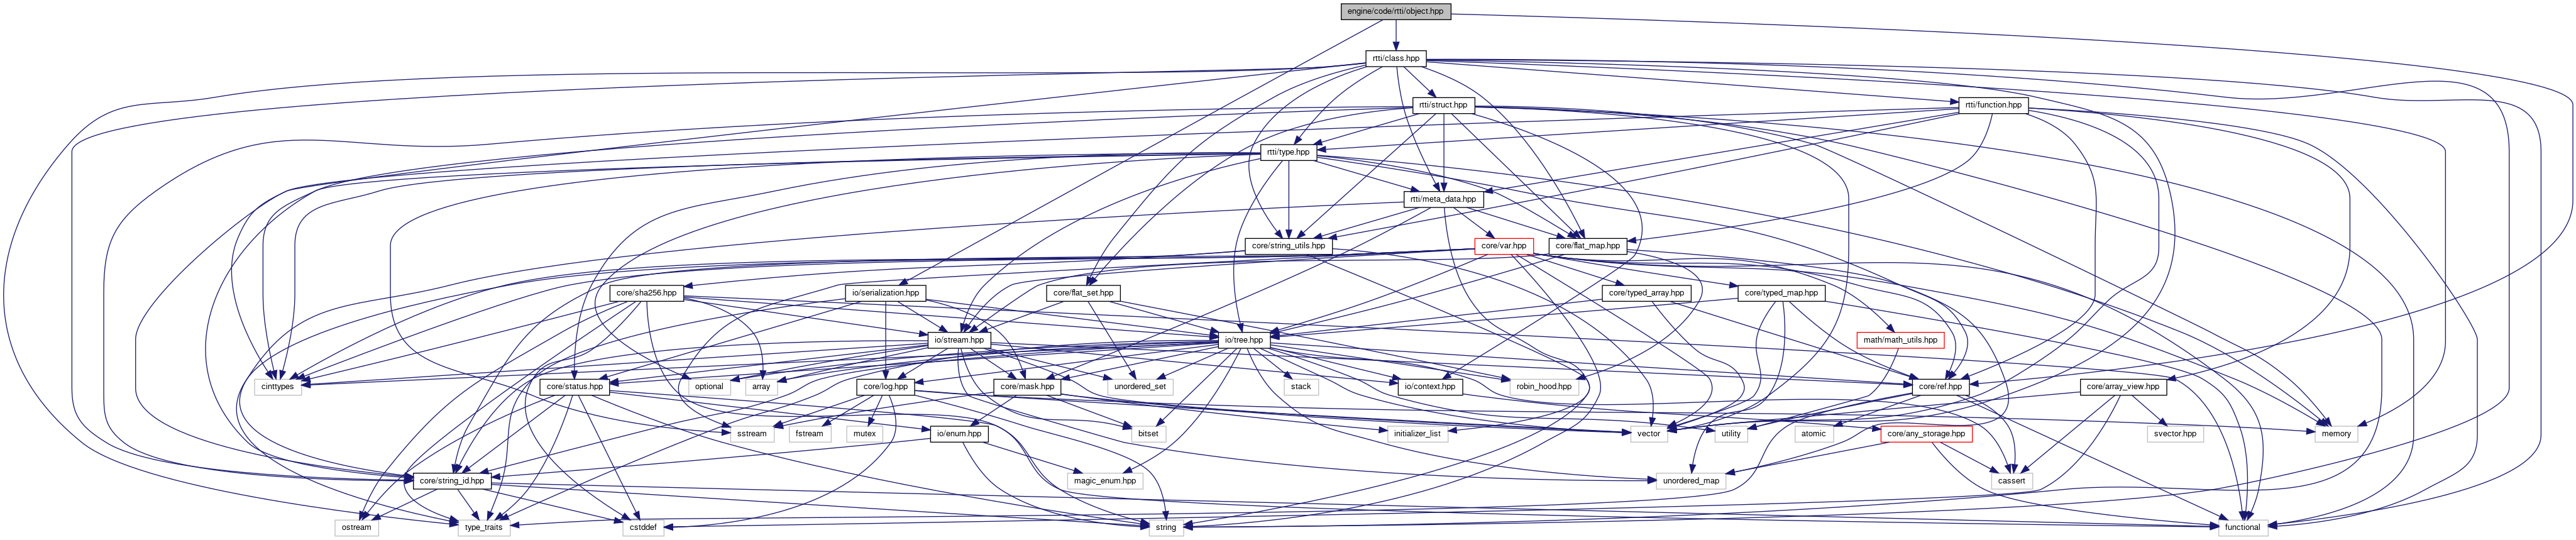 engine/code/rtti/object.hpp
rtti/class.hpp
rtti/struct.hpp
rtti/function.hpp
rtti/type.hpp
rtti/meta_data.hpp
core/string_utils.hpp
core/var.hpp
core/flat_map.hpp
core/sha256.hpp
io/serialization.hpp
core/flat_set.hpp
core/typed_array.hpp
core/typed_map.hpp
io/stream.hpp
io/tree.hpp
math/math_utils.hpp
cinttypes
core/status.hpp
optional
array
core/log.hpp
core/mask.hpp
unordered_set
stack
io/context.hpp
robin_hood.hpp
core/ref.hpp
core/array_view.hpp
sstream
fstream
mutex
io/enum.hpp
bitset
initializer_list
vector
utility
atomic
core/any_storage.hpp
svector.hpp
memory
core/string_id.hpp
magic_enum.hpp
unordered_map
cassert
ostream
type_traits
cstddef
string
functional